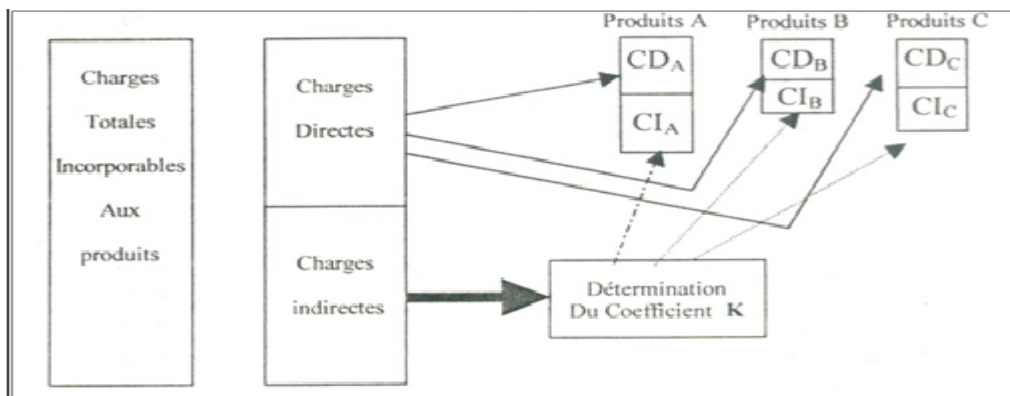 Produits A
Produits B
Produits C
Charges
Totales
Incorporables
Aux
produits
Charges
Directes
CDA
CIA
CDB
CIB
CDC
CIC
Charges
indirectes
Détermination
Du Coefficient K